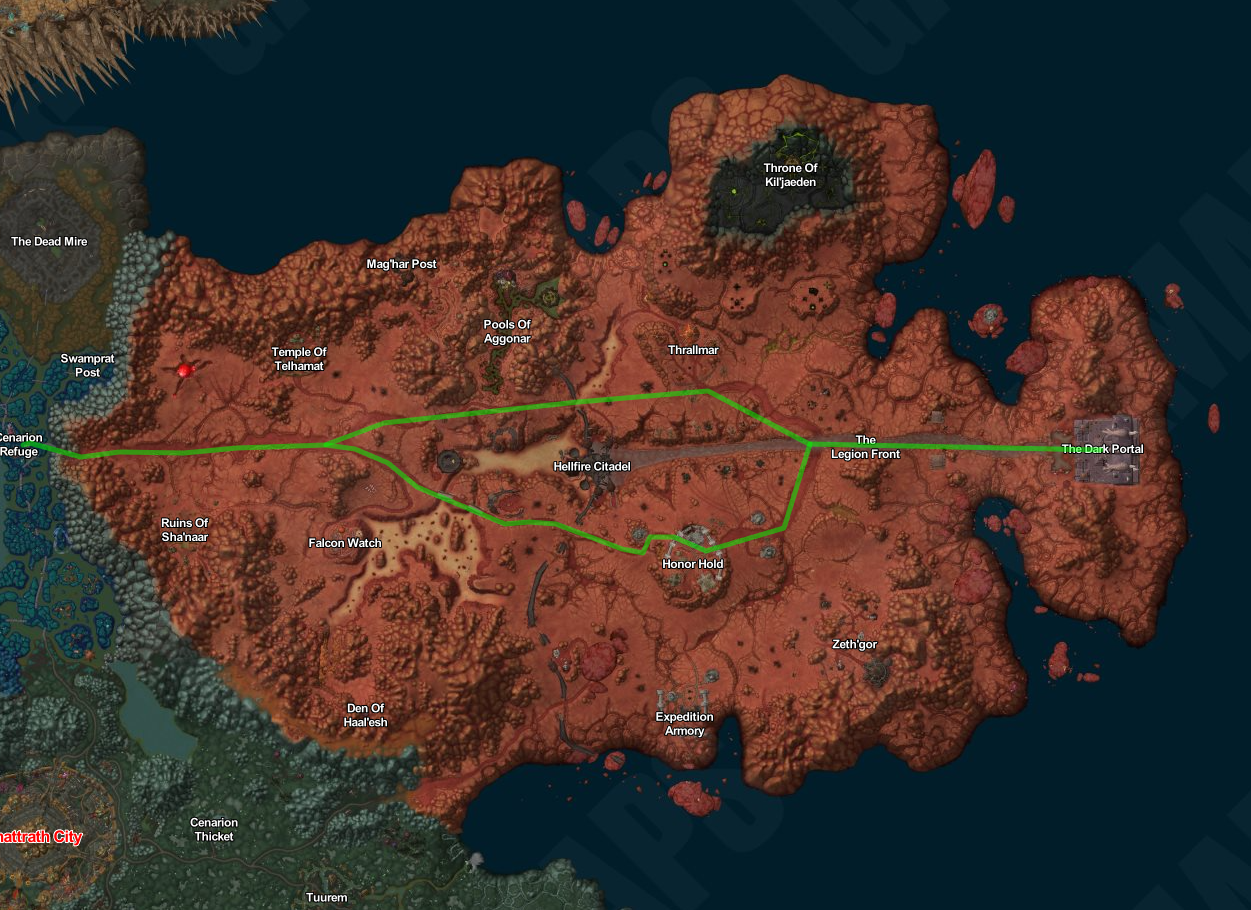 Throne Of
Kil'jaeden
The Dead Mire
Mag'har Post
Pools Of
Aggonar
Thrallmar
Temple Of
Telhamat
Swamprat
Post
Cenarion
Refuge
The
Legion Front
The Dark Portal
Hellfire Citadel
Ruins Of
Sha'naar
Falcon Watch
Honor Hold
Zeth'gor
Den Of
Haal'esh
Expedition
Armory
Cenarion
Thicket
hattrath City
Tuurem